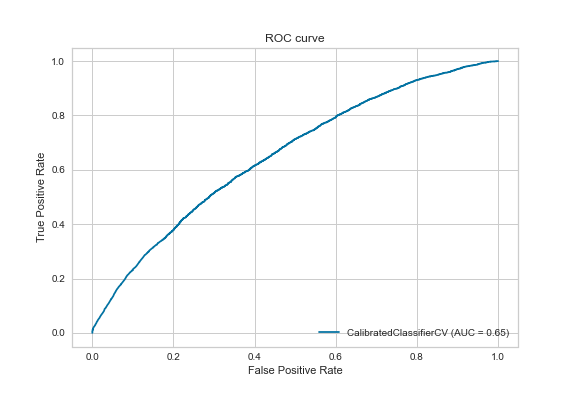 ROC curve
1.0
0.8
0.6
0.4
0.2
0.0
True Positive Rate
CalibratedClassifierCV (AUC = 0.65)
0.0 0.2 0.4 0.6 0.8 1.0
False Positive Rate